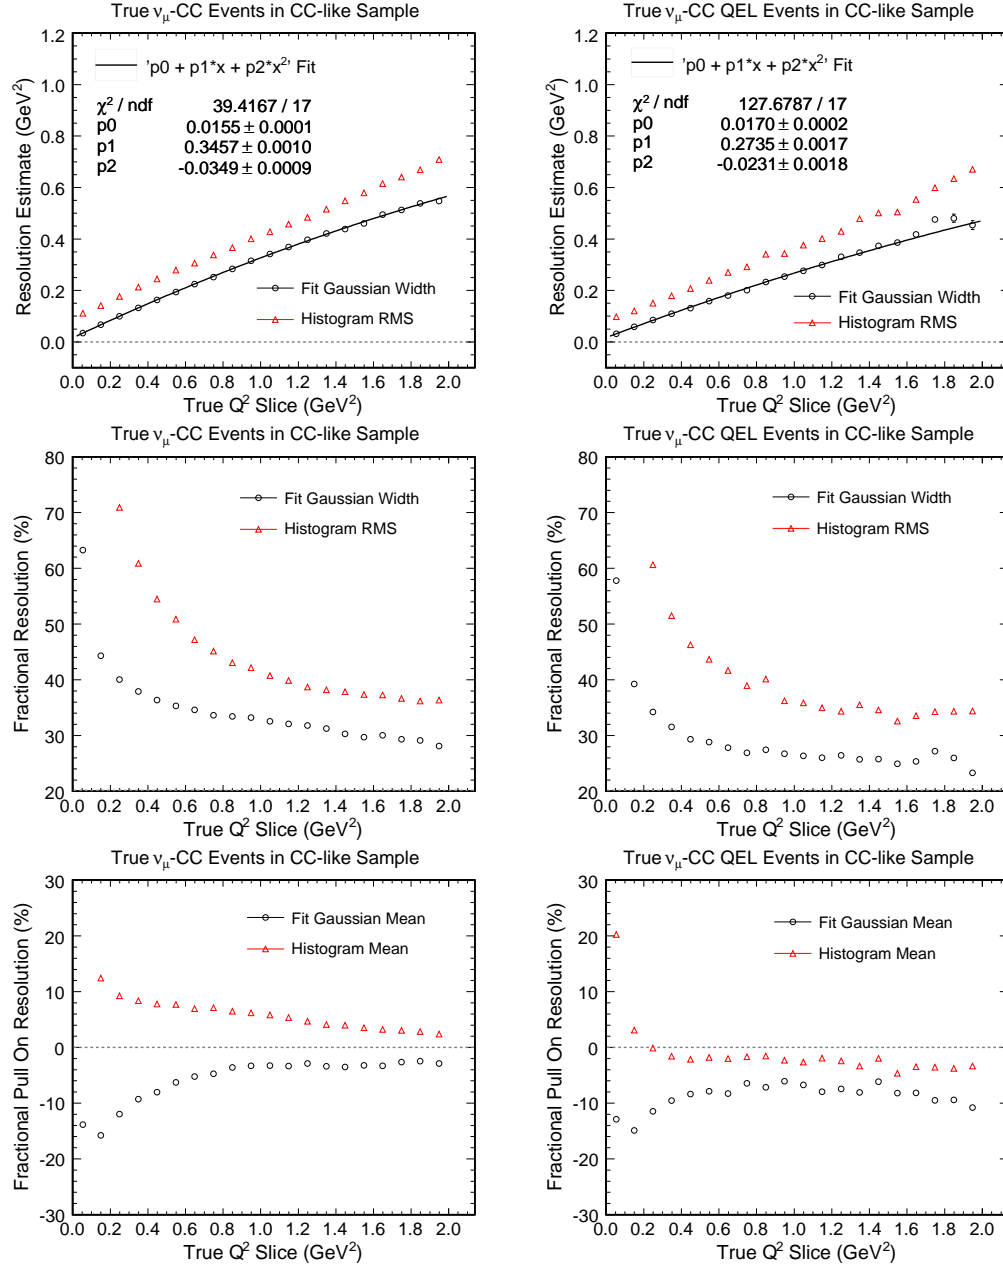 True νμ-CC Events in CC-like Sample
Resolution Estimate (GeV²)
1.2
1.0
0.8
0.6
0.4
0.2
0.0
'p0 + p1*x + p2*x²' Fit
χ² / ndf 39.4167 / 17
p0 0.0155 ± 0.0001
p1 0.3457 ± 0.0010
p2 -0.0349 ± 0.0009
Fit Gaussian Width
Histogram RMS
0.0 0.2 0.4 0.6 0.8 1.0 1.2 1.4 1.6 1.8 2.0
True Q² Slice (GeV²)
True νμ-CC QEL Events in CC-like Sample
Resolution Estimate (GeV²)
1.2
1.0
0.8
0.6
0.4
0.2
0.0
'p0 + p1*x + p2*x²' Fit
χ² / ndf 127.6787 / 17
p0 0.0170 ± 0.0002
p1 0.2735 ± 0.0017
p2 -0.0231 ± 0.0018
Fit Gaussian Width
Histogram RMS
0.0 0.2 0.4 0.6 0.8 1.0 1.2 1.4 1.6 1.8 2.0
True Q² Slice (GeV²)
True νμ-CC Events in CC-like Sample
Fractional Resolution (%)
80
70
60
50
40
30
20
Fit Gaussian Width
Histogram RMS
0.0 0.2 0.4 0.6 0.8 1.0 1.2 1.4 1.6 1.8 2.0
True Q² Slice (GeV²)
True νμ-CC QEL Events in CC-like Sample
Fractional Resolution (%)
80
70
60
50
40
30
20
Fit Gaussian Width
Histogram RMS
0.0 0.2 0.4 0.6 0.8 1.0 1.2 1.4 1.6 1.8 2.0
True Q² Slice (GeV²)
True νμ-CC Events in CC-like Sample
Fractional Pull On Resolution (%)
30
20
10
0
-10
-20
-30
Fit Gaussian Mean
Histogram Mean
0.0 0.2 0.4 0.6 0.8 1.0 1.2 1.4 1.6 1.8 2.0
True Q² Slice (GeV²)
True νμ-CC QEL Events in CC-like Sample
Fractional Pull On Resolution (%)
30
20
10
0
-10
-20
-30
Fit Gaussian Mean
Histogram Mean
0.0 0.2 0.4 0.6 0.8 1.0 1.2 1.4 1.6 1.8 2.0
True Q² Slice (GeV²)